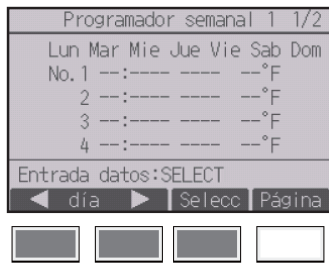 Programador semanal 1 1/2
Lun Mar Mie Jue Vie Sab Dom
No. 1 --:---- ---- --°F
2 --:---- ---- --°F
3 --:---- ---- --°F
4 --:---- ---- --°F
Entrada datos:SELECT
◀ día ▶ Selecc Página